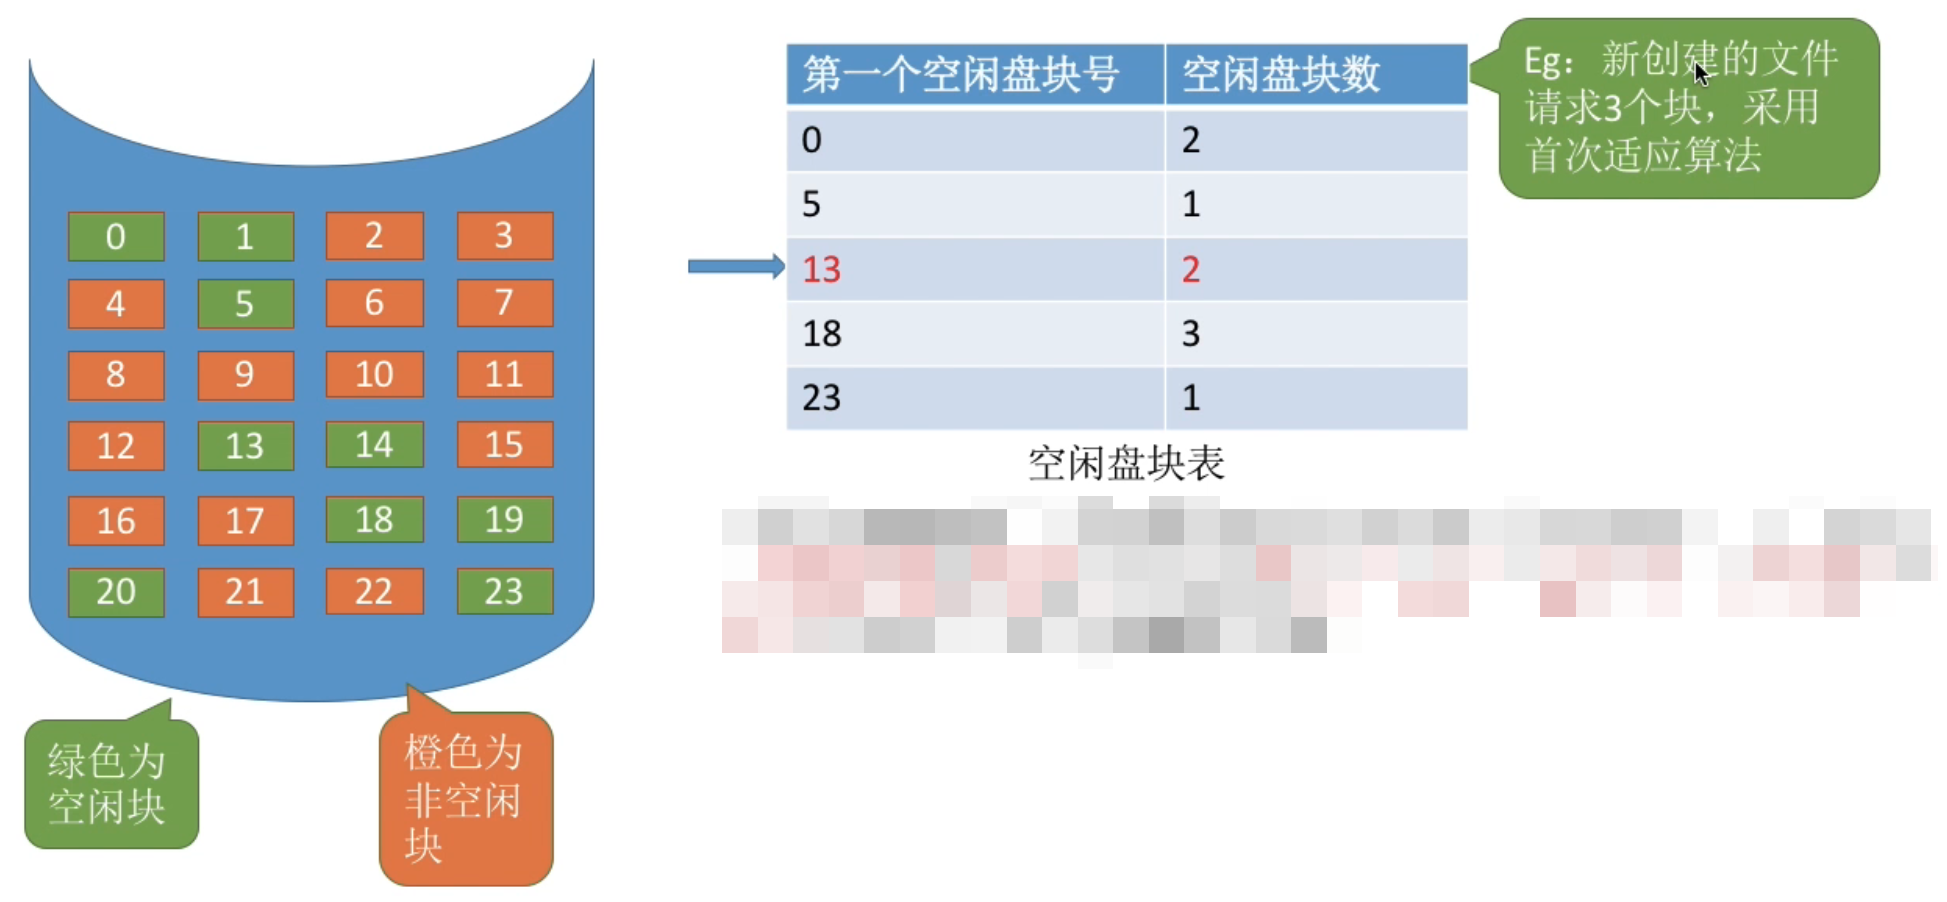 第一个空闲盘块号 空闲盘块数
0 2
5 1
13 2
18 3
23 1
空闲盘块表
Eg：新创建的文件
请求3个块，采用
首次适应算法
0 1 2 3
4 5 6 7
8 9 10 11
12 13 14 15
16 17 18 19
20 21 22 23
绿色为
空闲块
橙色为
非空闲
块